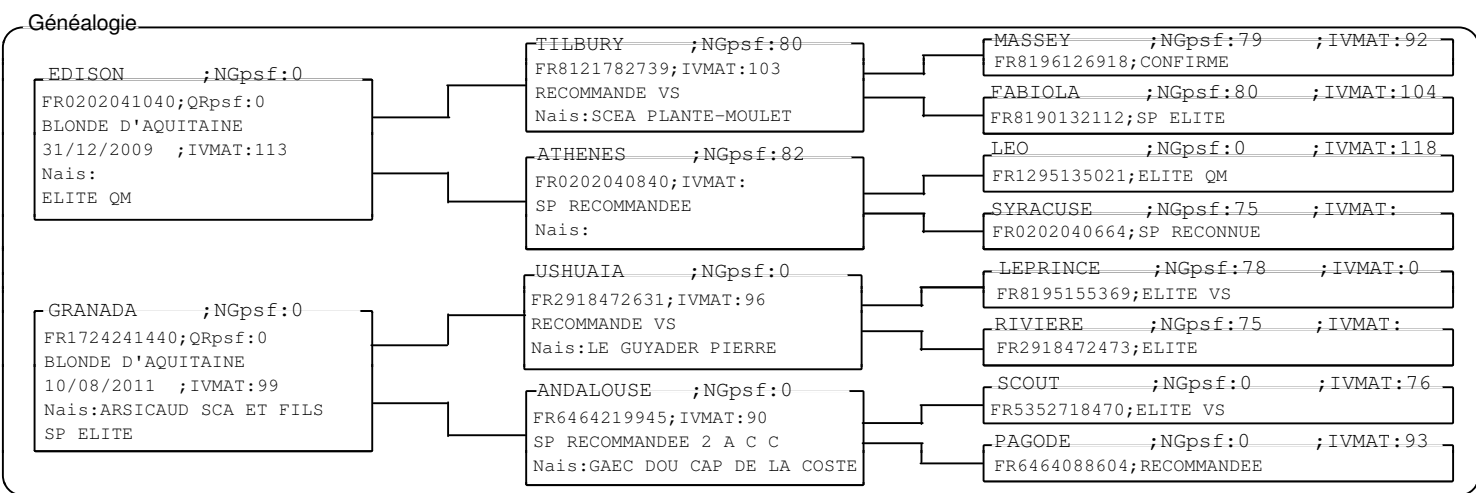 Généalogie
EDISON ;NGpsf:0
FR0202041040;QRpsf:0
BLONDE D'AQUITAINE
31/12/2009 ;IVMAT:113
Nais:
ELITE QM
GRANADA ;NGpsf:0
FR1724241440;QRpsf:0
BLONDE D'AQUITAINE
10/08/2011 ;IVMAT:99
Nais:ARSICAUD SCA ET FILS
SP ELITE
TILBURY ;NGpsf:80
FR8121782739;IVMAT:103
RECOMMANDE VS
Nais:SCEA PLANTE-MOULET
ATHENES ;NGpsf:82
FR0202040840;IVMAT:
SP RECOMMANDEE
Nais:
USHUAIA ;NGpsf:0
FR2918472631;IVMAT:96
RECOMMANDE VS
Nais:LE GUYADER PIERRE
ANDALOUSE ;NGpsf:0
FR6464219945;IVMAT:90
SP RECOMMANDEE 2 A C C
Nais:GAEC DOU CAP DE LA COSTE
MASSEY ;NGpsf:79 ;IVMAT:92
FR8196126918;CONFIRME
FABIOLA ;NGpsf:80 ;IVMAT:104
FR8190132112;SP ELITE
LEO ;NGpsf:0 ;IVMAT:118
FR1295135021;ELITE QM
SYRACUSE ;NGpsf:75 ;IVMAT:
FR0202040664;SP RECONNUE
LEPRINCE ;NGpsf:78 ;IVMAT:0
FR8195155369;ELITE VS
RIVIERE ;NGpsf:75 ;IVMAT:
FR2918472473;ELITE
SCOUT ;NGpsf:0 ;IVMAT:76
FR5352718470;ELITE VS
PAGODE ;NGpsf:0 ;IVMAT:93
FR6464088604;RECOMMANDEE